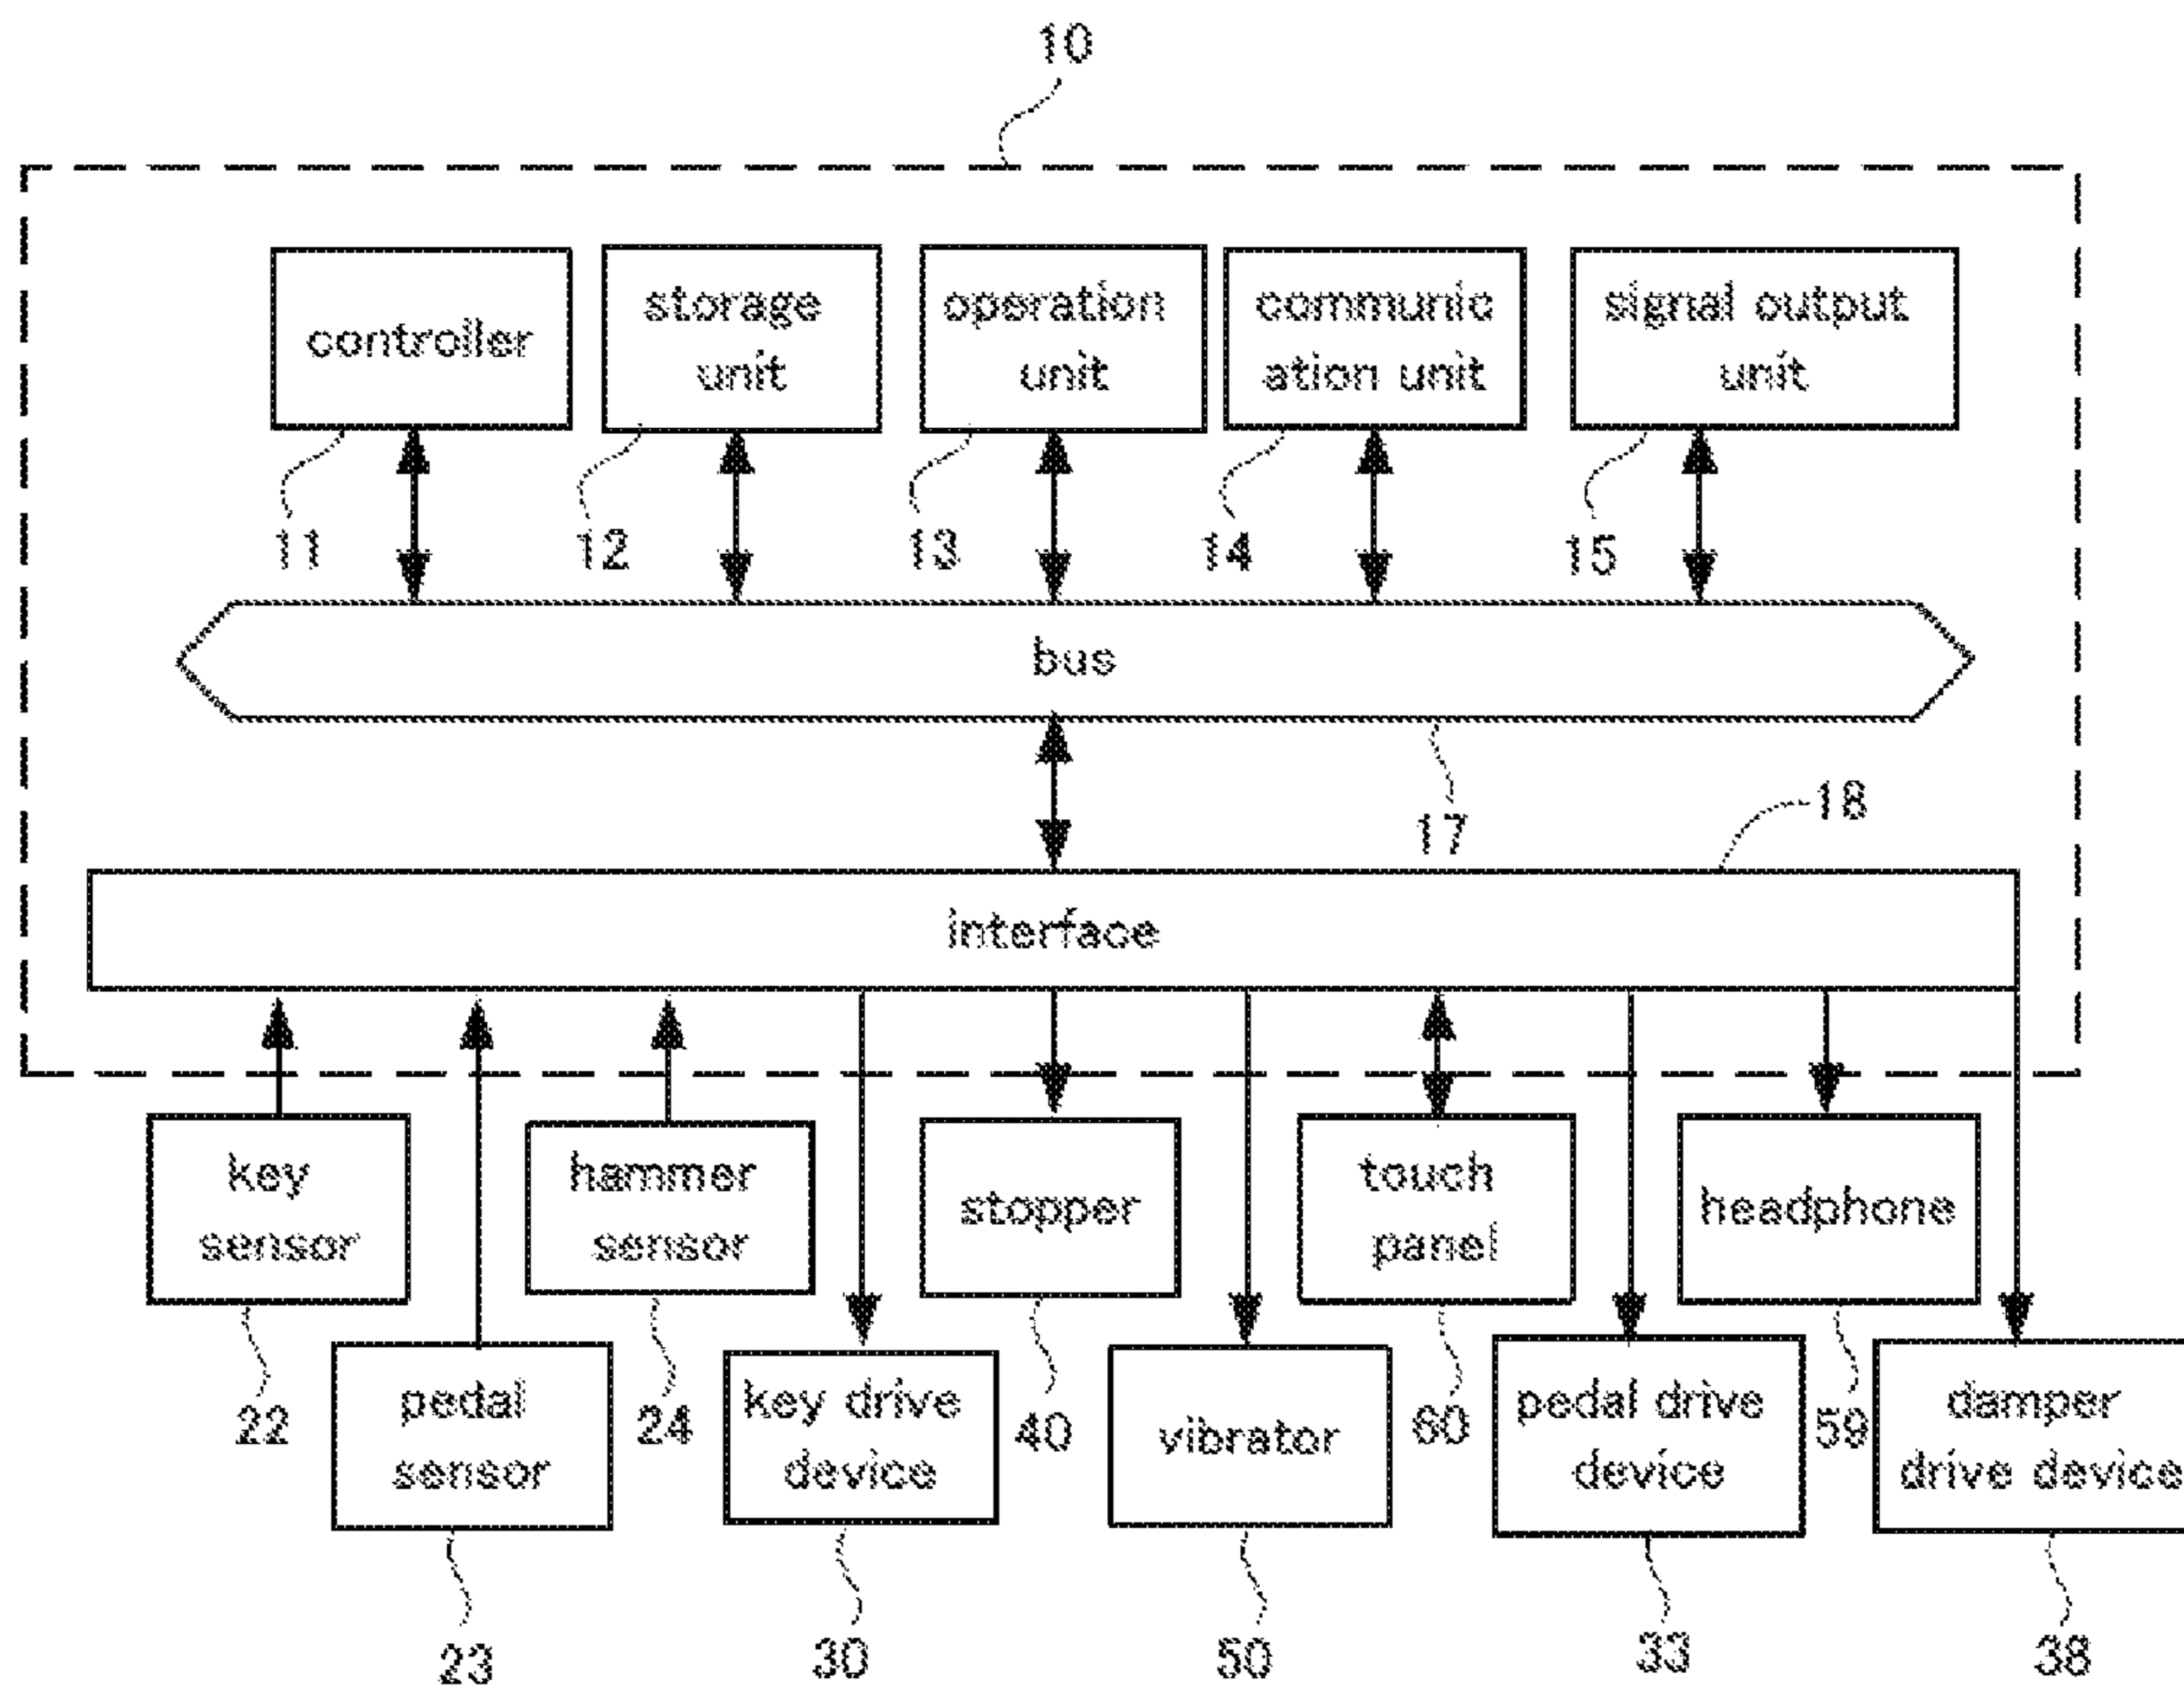 10
controller
storage
unit
operation
unit
communic
ation unit
signal output
unit
11
12
13
14
15
bus
17
18
interface
key
sensor
hammer
sensor
stopper
touch
panel
headphone
22
24
40
60
59
pedal
sensor
key drive
device
vibrator
pedal drive
device
damper
drive device
23
30
50
33
38